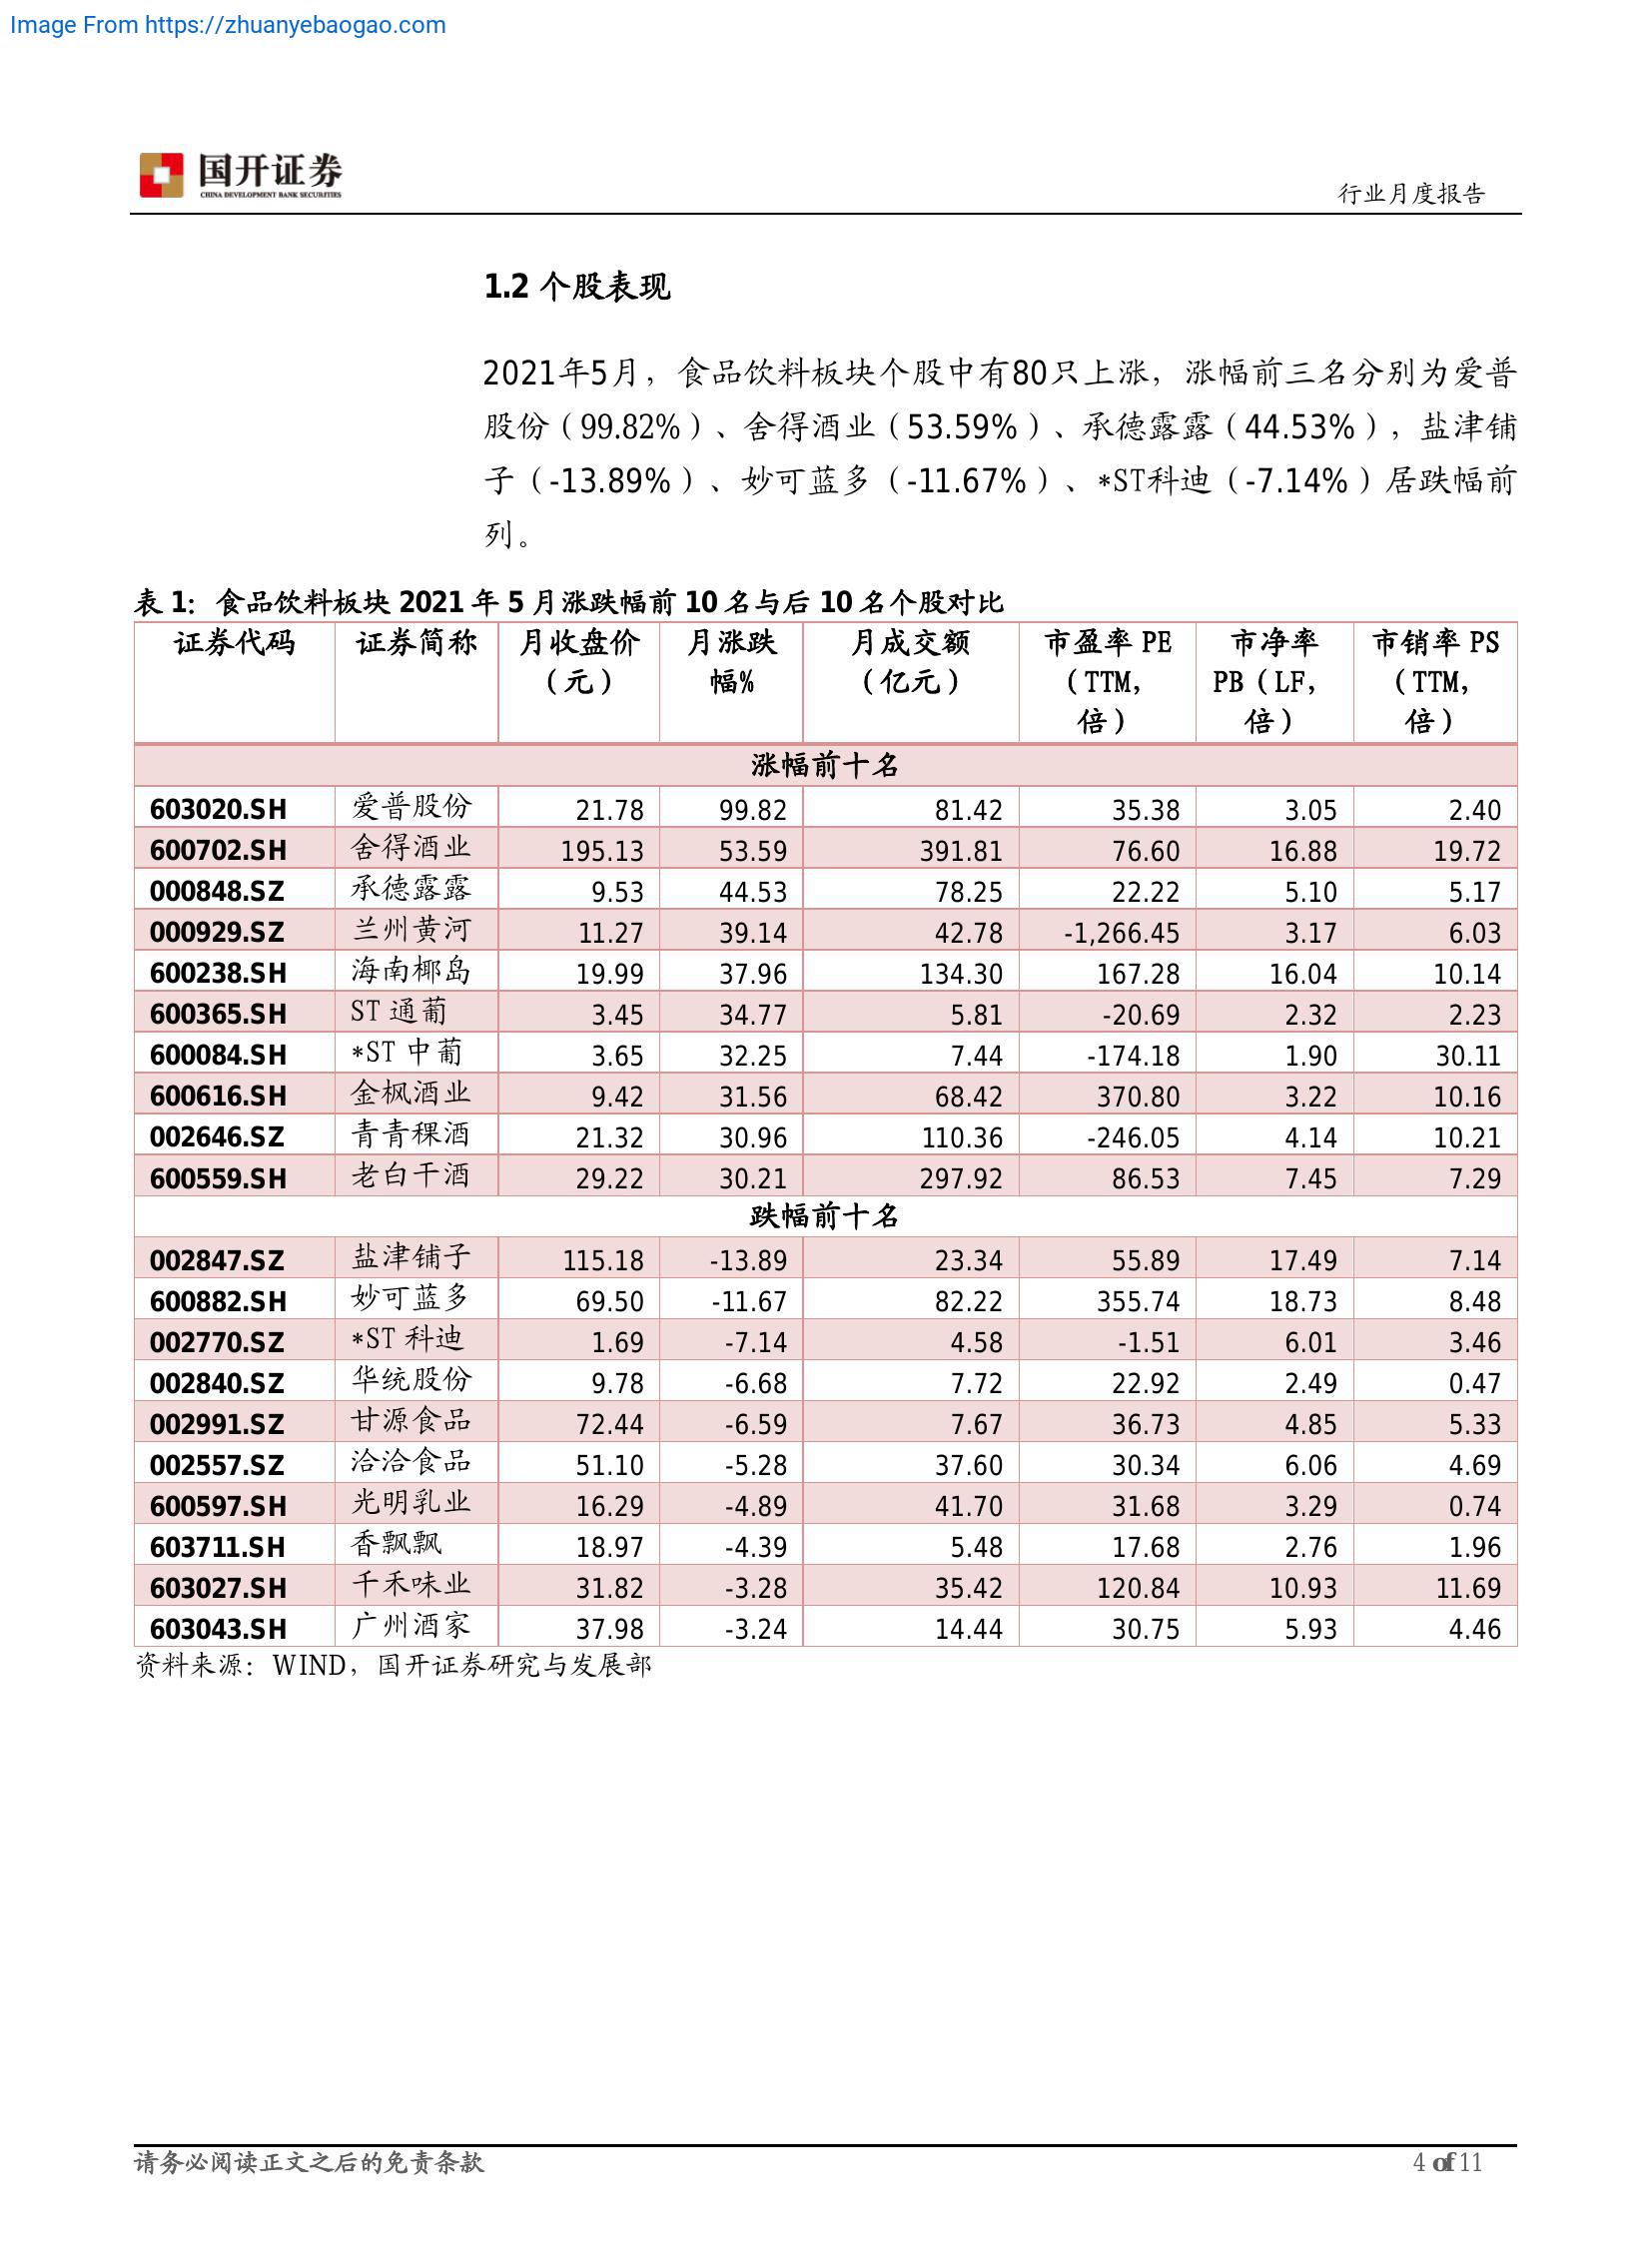 Image From https://zhuanyebaogao.com
国开证券
CHINA DEVELOPMENT BANK SECURITIES
行业月度报告
1.2 个股表现
2021年5月，食品饮料板块个股中有80只上涨，涨幅前三名分别为爱普
股份（99.82%）、舍得酒业（53.59%）、承德露露（44.53%），盐津铺
子（-13.89%）、妙可蓝多（-11.67%）、*ST科迪（-7.14%）居跌幅前
列。
表 1：食品饮料板块 2021 年 5 月涨跌幅前 10 名与后 10 名个股对比
证券代码 证券简称 月收盘价 月涨跌 月成交额 市盈率 PE 市净率 市销率 PS
（元） 幅% （亿元） （TTM， PB（LF， （TTM，
倍） 倍） 倍）
涨幅前十名
603020.SH 爱普股份 21.78 99.82 81.42 35.38 3.05 2.40
600702.SH 舍得酒业 195.13 53.59 391.81 76.60 16.88 19.72
000848.SZ 承德露露 9.53 44.53 78.25 22.22 5.10 5.17
000929.SZ 兰州黄河 11.27 39.14 42.78 -1,266.45 3.17 6.03
600238.SH 海南椰岛 19.99 37.96 134.30 167.28 16.04 10.14
600365.SH ST 通葡 3.45 34.77 5.81 -20.69 2.32 2.23
600084.SH *ST 中葡 3.65 32.25 7.44 -174.18 1.90 30.11
600616.SH 金枫酒业 9.42 31.56 68.42 370.80 3.22 10.16
002646.SZ 青青稞酒 21.32 30.96 110.36 -246.05 4.14 10.21
600559.SH 老白干酒 29.22 30.21 297.92 86.53 7.45 7.29
跌幅前十名
002847.SZ 盐津铺子 115.18 -13.89 23.34 55.89 17.49 7.14
600882.SH 妙可蓝多 69.50 -11.67 82.22 355.74 18.73 8.48
002770.SZ *ST 科迪 1.69 -7.14 4.58 -1.51 6.01 3.46
002840.SZ 华统股份 9.78 -6.68 7.72 22.92 2.49 0.47
002991.SZ 甘源食品 72.44 -6.59 7.67 36.73 4.85 5.33
002557.SZ 洽洽食品 51.10 -5.28 37.60 30.34 6.06 4.69
600597.SH 光明乳业 16.29 -4.89 41.70 31.68 3.29 0.74
603711.SH 香飘飘 18.97 -4.39 5.48 17.68 2.76 1.96
603027.SH 千禾味业 31.82 -3.28 35.42 120.84 10.93 11.69
603043.SH 广州酒家 37.98 -3.24 14.44 30.75 5.93 4.46
资料来源：WIND，国开证券研究与发展部
请务必阅读正文之后的免责条款
4 of 11